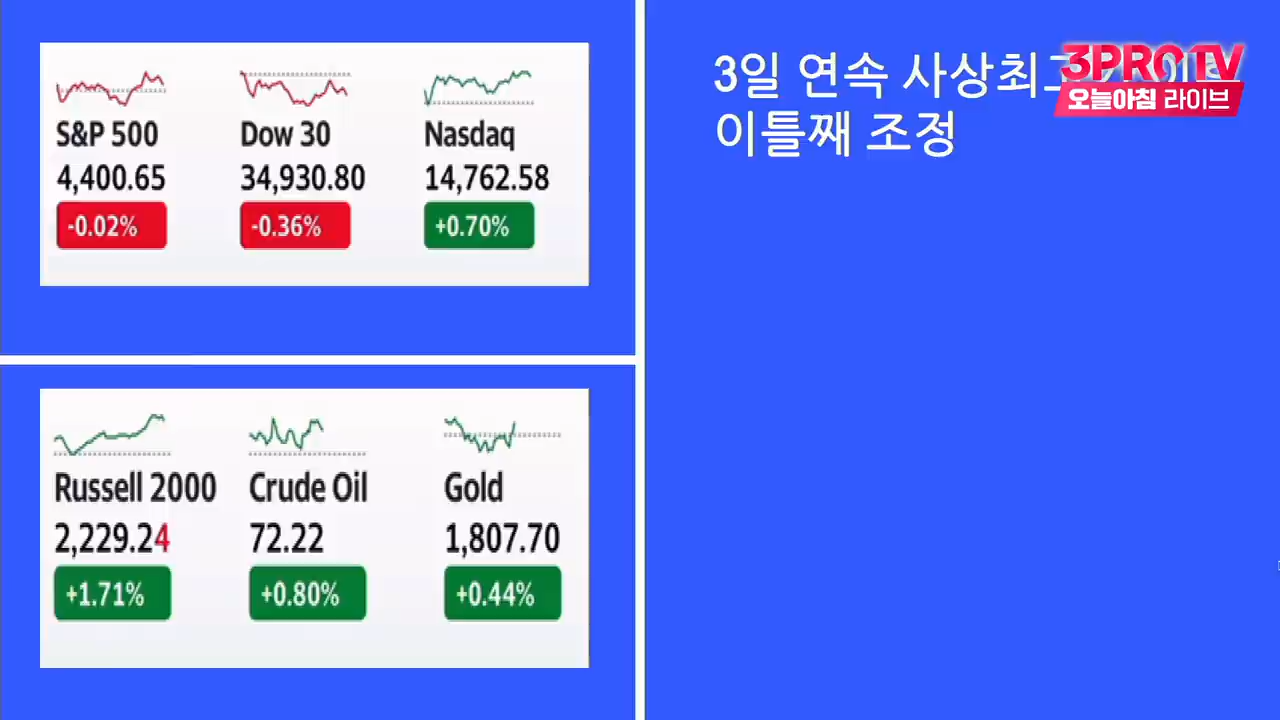 S&P 500 Dow 30 Nasdaq
4,400.65 34,930.80 14,762.58
-0.02% -0.36% +0.70%
Russell 2000 Crude Oil Gold
2,229.24 72.22 1,807.70
+1.71% +0.80% +0.44%
3일 연속 사상최고
이틀째 조정
3PROTV
오늘아침 라이브